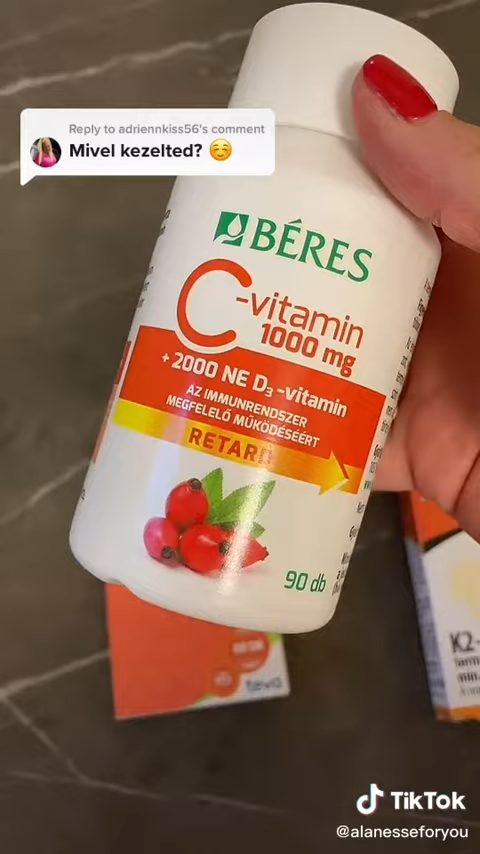 Reply to adriennkiss56's comment
Mivel kezelted? ☺️
BÉRES
C-vitamin
1000 mg
+ 2000 NE D₃-vitamin
AZ IMMUNRENDSZER
MEGFELELŐ MŰKÖDÉSÉÉRT
RETARD
90 db
teva
K2-
min.
TikTok
@alanesseforyou